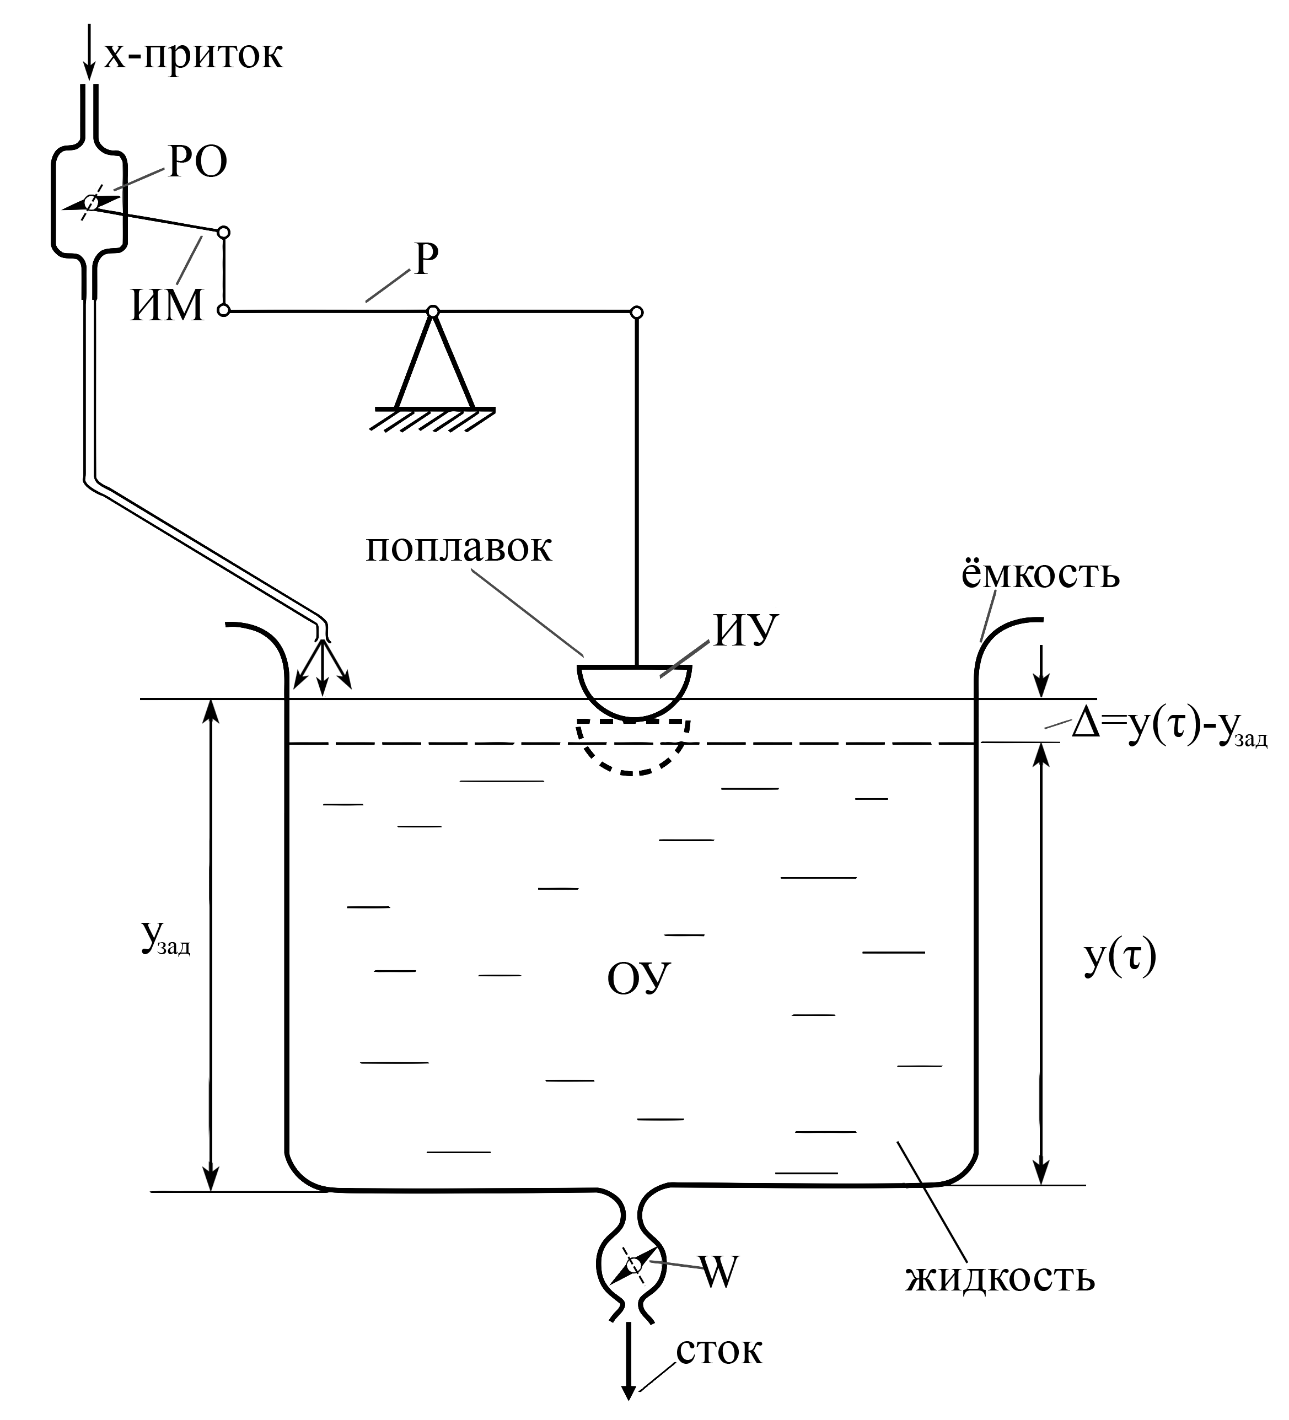 x-приток
РО
Р
ИМ
поплавок
ёмкость
ИУ
Δ=y(τ)-yзад
yзад
y(τ)
ОУ
W
жидкость
сток